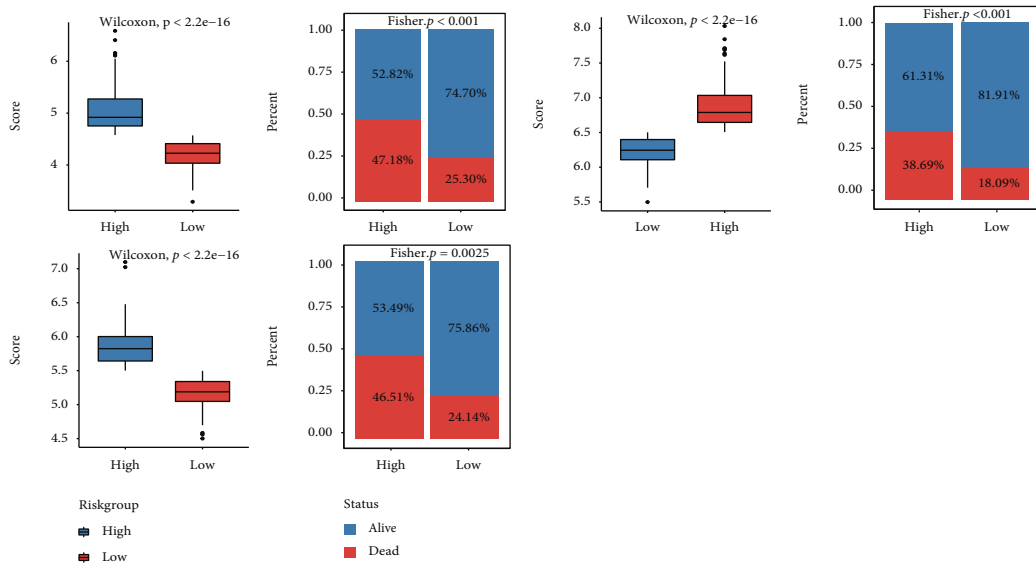 Wilcoxon, p < 2.2e−16
Score
6
5
4
High
Low
Fisher.p < 0.001
Percent
1.00
0.75
0.50
0.25
0.00
52.82%
74.70%
47.18%
25.30%
High
Low
Wilcoxon, p < 2.2e−16
Score
8.0
7.5
7.0
6.5
6.0
5.5
Low
High
Fisher.p <0.001
Percent
1.00
0.75
0.50
0.25
0.00
61.31%
81.91%
38.69%
18.09%
High
Low
Wilcoxon, p < 2.2e−16
Score
7.0
6.5
6.0
5.5
5.0
4.5
High
Low
Fisher.p = 0.0025
Percent
1.00
0.75
0.50
0.25
0.00
53.49%
75.86%
46.51%
24.14%
High
Low
Riskgroup
High
Low
Status
Alive
Dead